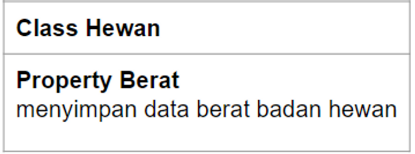 Class Hewan
Property Berat
menyimpan data berat badan hewan